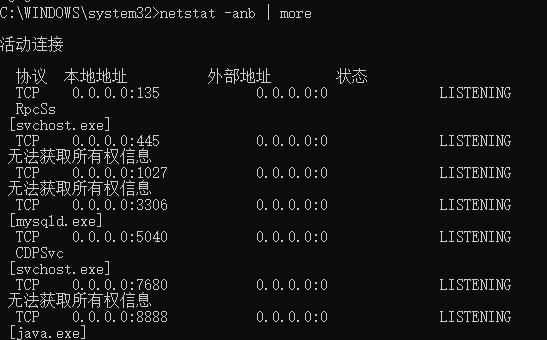 C:\WINDOWS\system32>netstat -anb | more
活动连接
协议 本地地址 外部地址 状态
TCP 0.0.0.0:135 0.0.0.0:0 LISTENING
RpcSs
[svchost.exe]
TCP 0.0.0.0:445 0.0.0.0:0 LISTENING
无法获取所有权信息
TCP 0.0.0.0:1027 0.0.0.0:0 LISTENING
无法获取所有权信息
TCP 0.0.0.0:3306 0.0.0.0:0 LISTENING
[mysqld.exe]
TCP 0.0.0.0:5040 0.0.0.0:0 LISTENING
CDPSvc
[svchost.exe]
TCP 0.0.0.0:7680 0.0.0.0:0 LISTENING
无法获取所有权信息
TCP 0.0.0.0:8888 0.0.0.0:0 LISTENING
[java.exe]